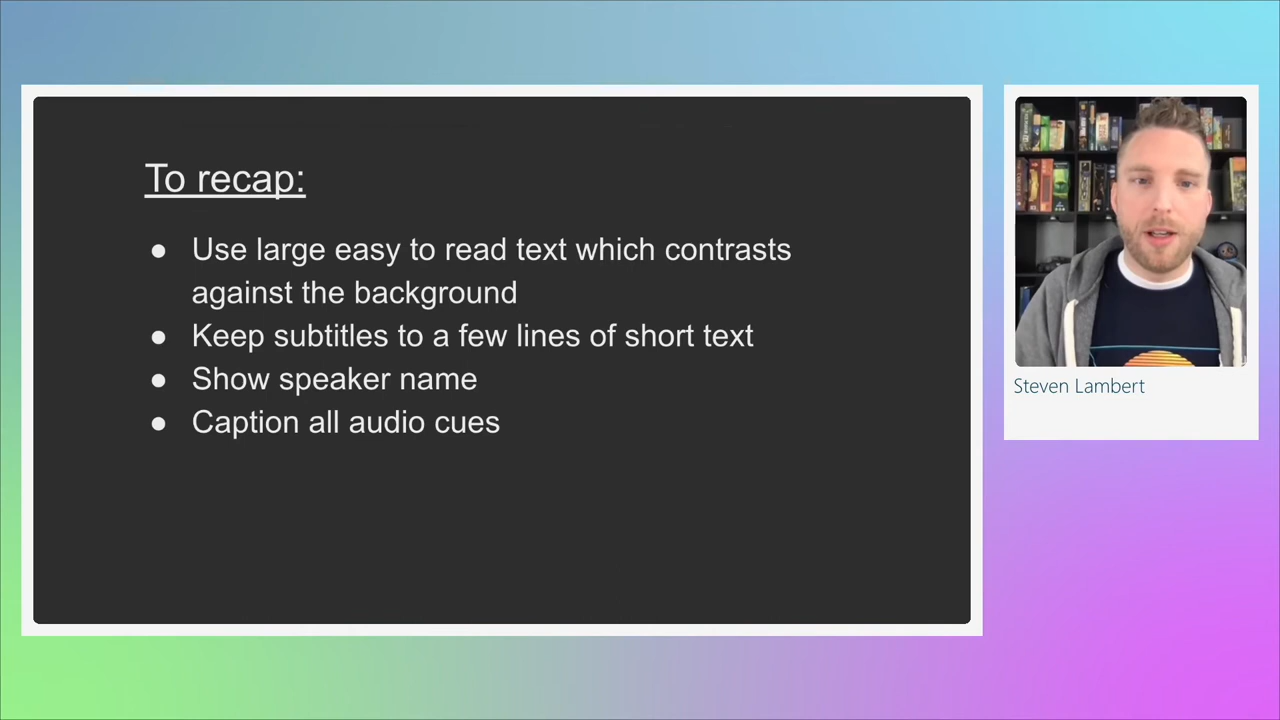 To recap:
● Use large easy to read text which contrasts
against the background
● Keep subtitles to a few lines of short text
● Show speaker name
● Caption all audio cues
Steven Lambert